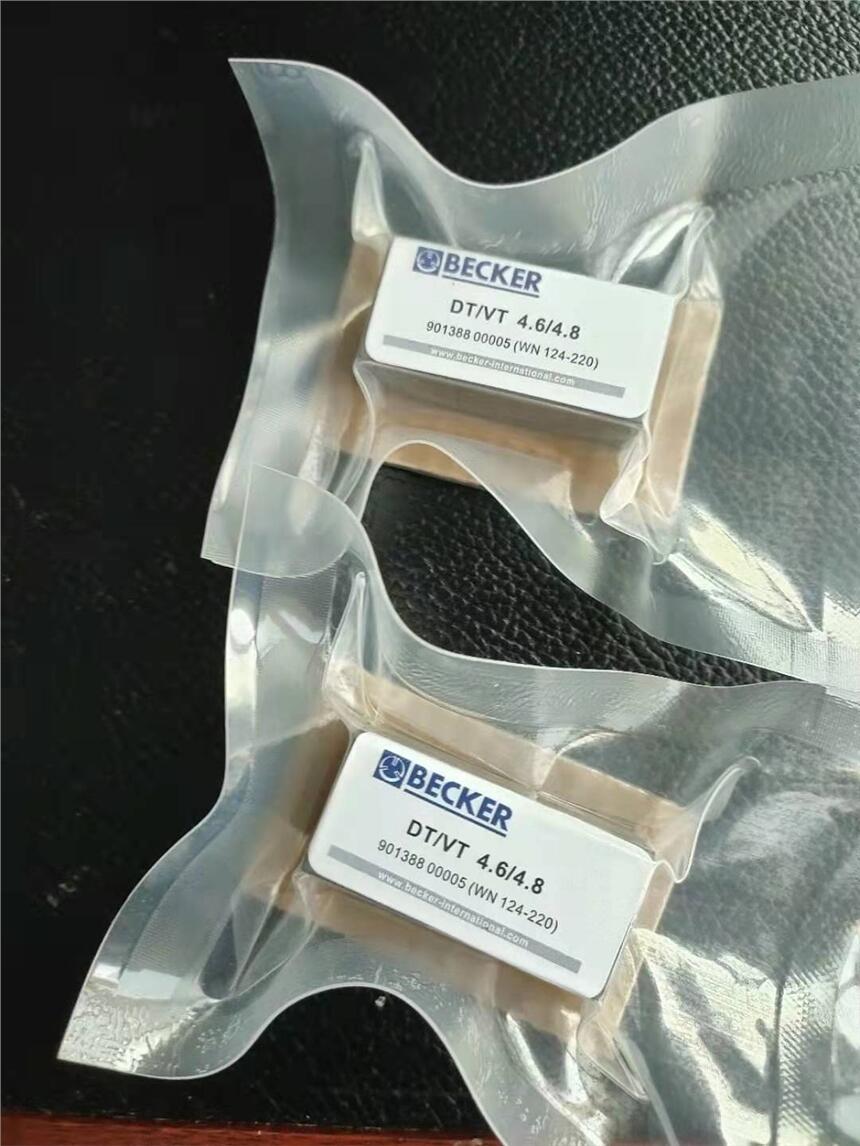 BECKER
DT/VT 4.6/4.8
901388 00005 (WN 124-220)
www.becker-international.com
BECKER
DT/VT 4.6/4.8
901388 00005 (WN 124-220)
www.becker-international.com